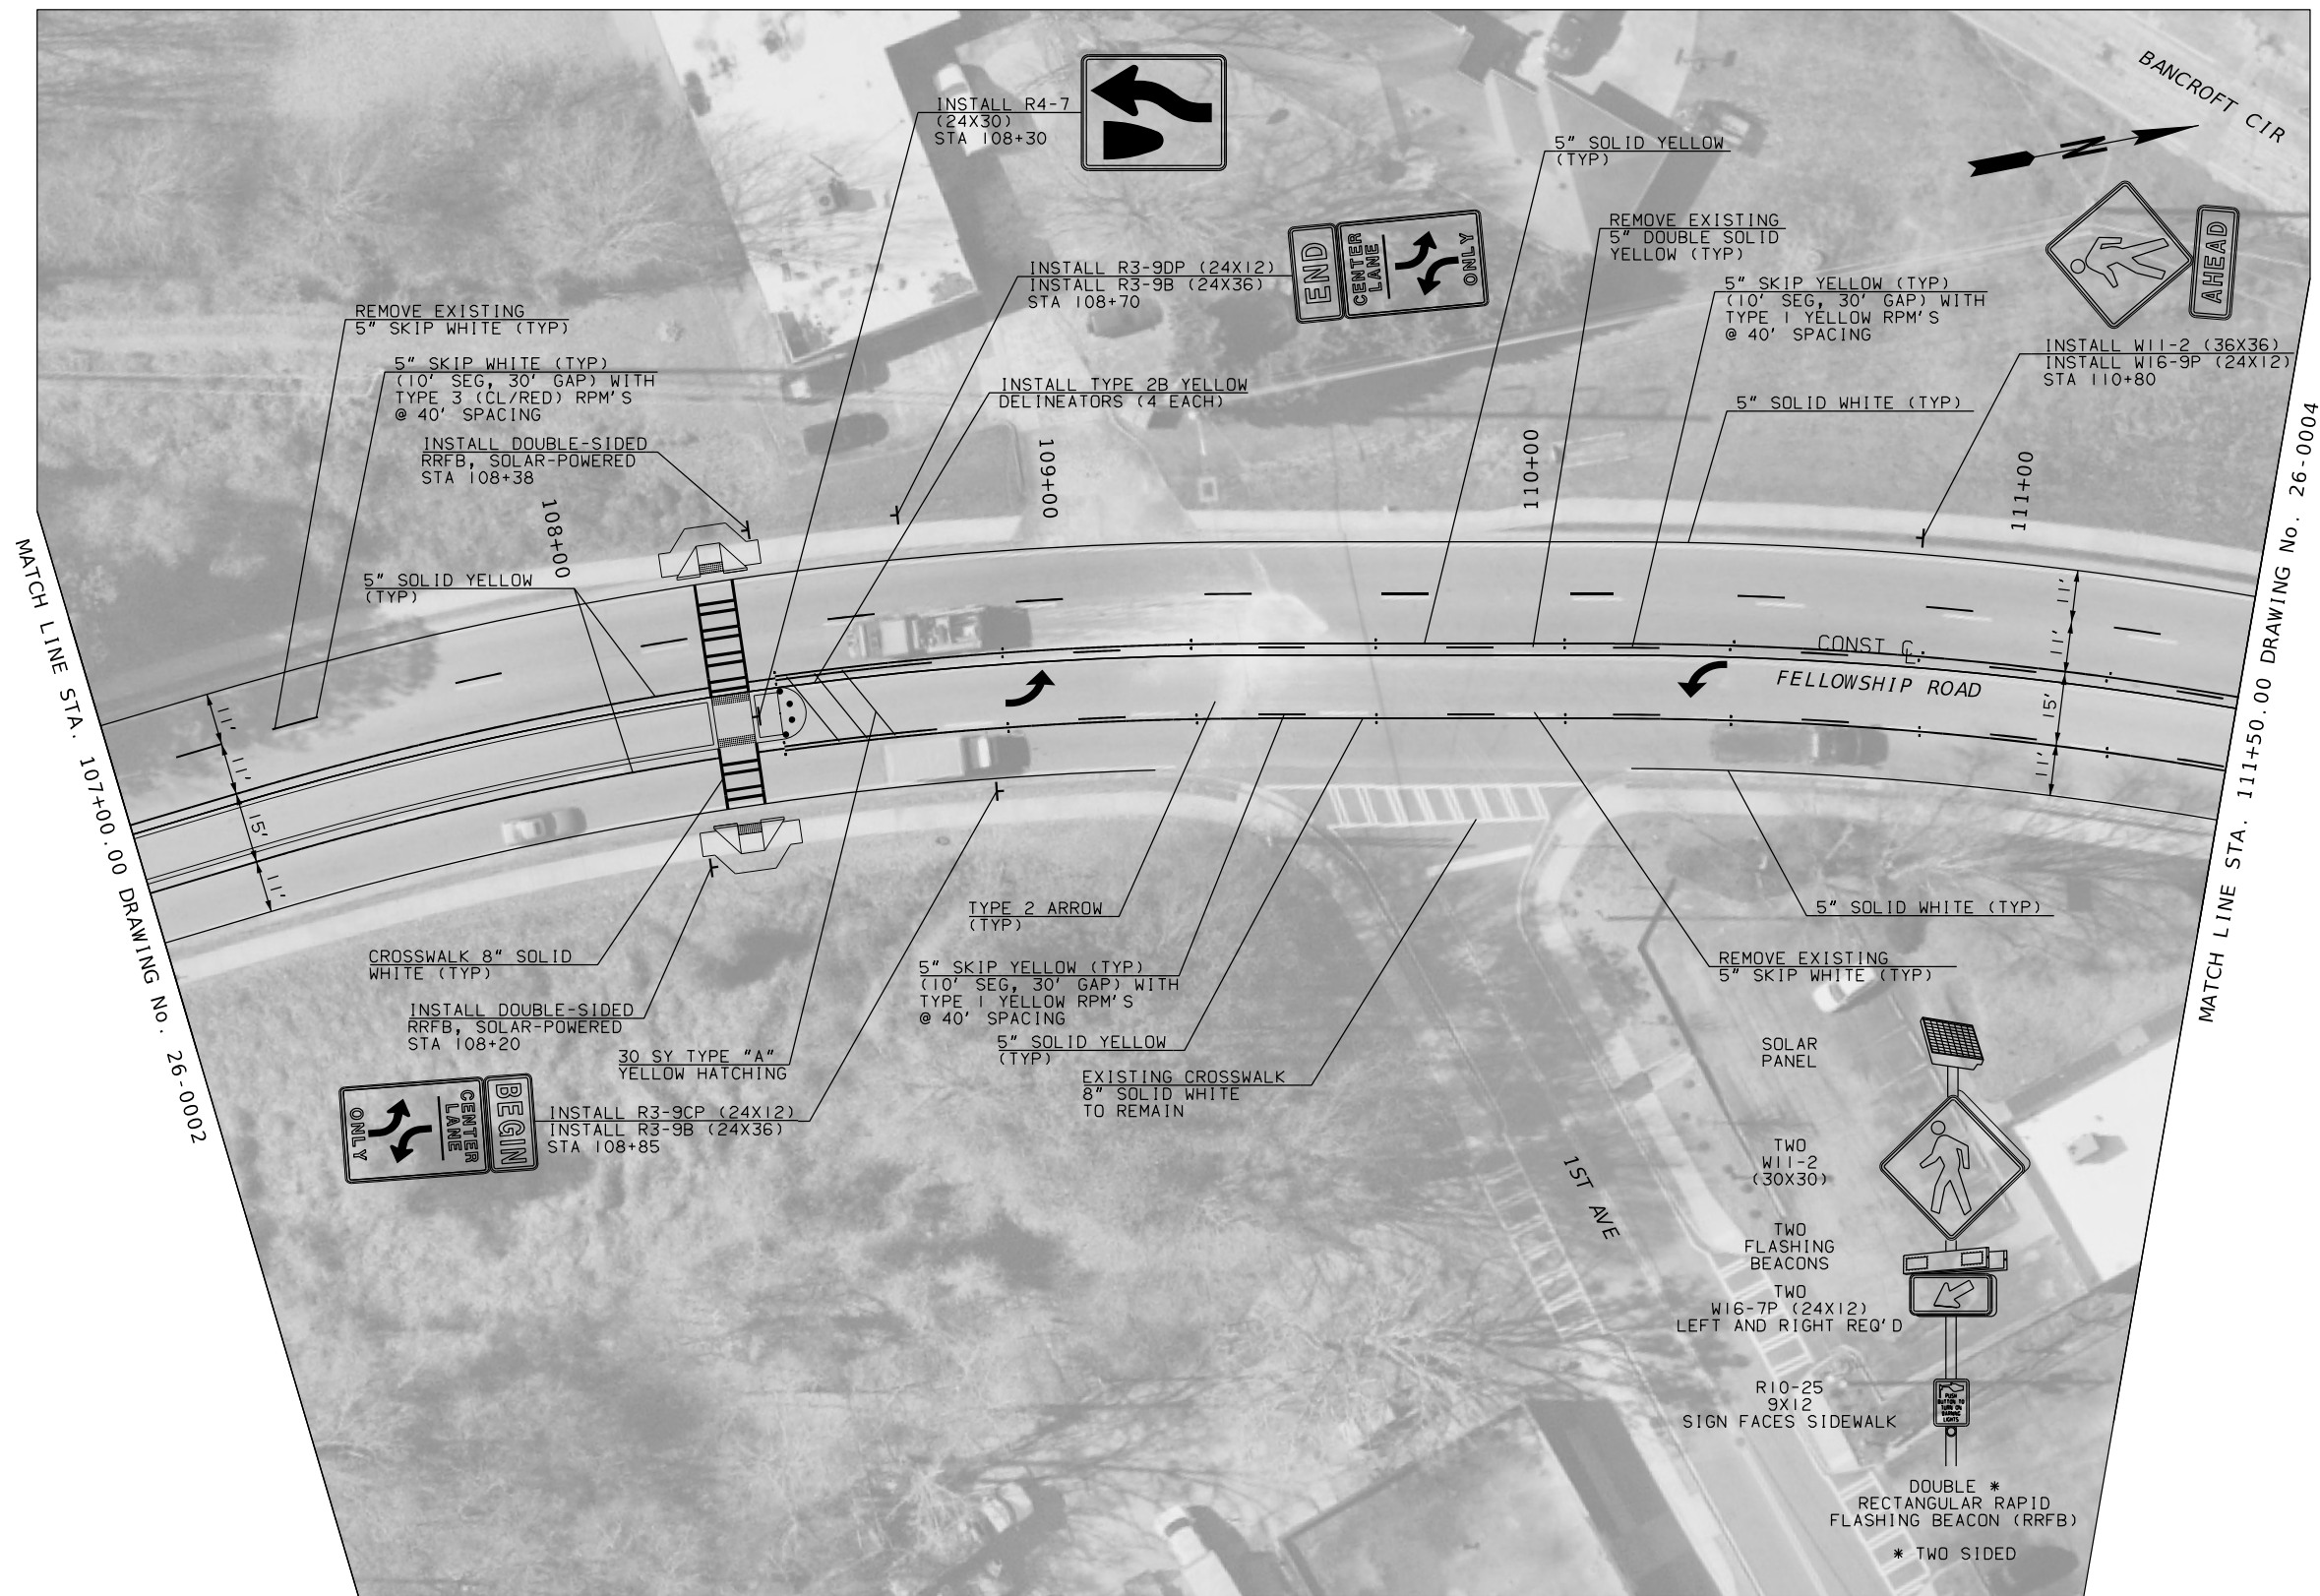 BANCROFT CIR
N
INSTALL R4-7
(24X30)
STA 108+30
5" SOLID YELLOW
(TYP)
REMOVE EXISTING
5" DOUBLE SOLID
YELLOW (TYP)
END
CENTER
LANE
ONLY
AHEAD
INSTALL R3-9DP (24X12)
INSTALL R3-9B (24X36)
STA 108+70
5" SKIP YELLOW (TYP)
(10' SEG, 30' GAP) WITH
TYPE 1 YELLOW RPM'S
@ 40' SPACING
REMOVE EXISTING
5" SKIP WHITE (TYP)
INSTALL W11-2 (36X36)
INSTALL W16-9P (24X12)
STA 110+80
5" SKIP WHITE (TYP)
(10' SEG, 30' GAP) WITH
TYPE 3 (CL/RED) RPM'S
@ 40' SPACING
INSTALL TYPE 2B YELLOW
DELINEATORS (4 EACH)
5" SOLID WHITE (TYP)
INSTALL DOUBLE-SIDED
RRFB, SOLAR-POWERED
STA 108+38
108+00
109+00
110+00
111+00
5" SOLID YELLOW
(TYP)
MATCH LINE STA. 107+00.00 DRAWING No. 26-0002
MATCH LINE STA. 111+50.00 DRAWING No. 26-0004
11'
11'
15'
11'
11'
11'
15'
11'
CONST CL
FELLOWSHIP ROAD
TYPE 2 ARROW
(TYP)
5" SOLID WHITE (TYP)
CROSSWALK 8" SOLID
WHITE (TYP)
5" SKIP YELLOW (TYP)
(10' SEG, 30' GAP) WITH
TYPE 1 YELLOW RPM'S
@ 40' SPACING
REMOVE EXISTING
5" SKIP WHITE (TYP)
INSTALL DOUBLE-SIDED
RRFB, SOLAR-POWERED
STA 108+20
5" SOLID YELLOW
(TYP)
30 SY TYPE "A"
YELLOW HATCHING
EXISTING CROSSWALK
8" SOLID WHITE
TO REMAIN
BEGIN
CENTER
LANE
ONLY
INSTALL R3-9CP (24X12)
INSTALL R3-9B (24X36)
STA 108+85
1ST AVE
SOLAR
PANEL
TWO
W11-2
(30X30)
TWO
FLASHING
BEACONS
TWO
W16-7P (24X12)
LEFT AND RIGHT REQ'D
R10-25
9X12
SIGN FACES SIDEWALK
PUSH
BUTTON TO
TURN ON
WARNING
LIGHTS
DOUBLE *
RECTANGULAR RAPID
FLASHING BEACON (RRFB)
* TWO SIDED